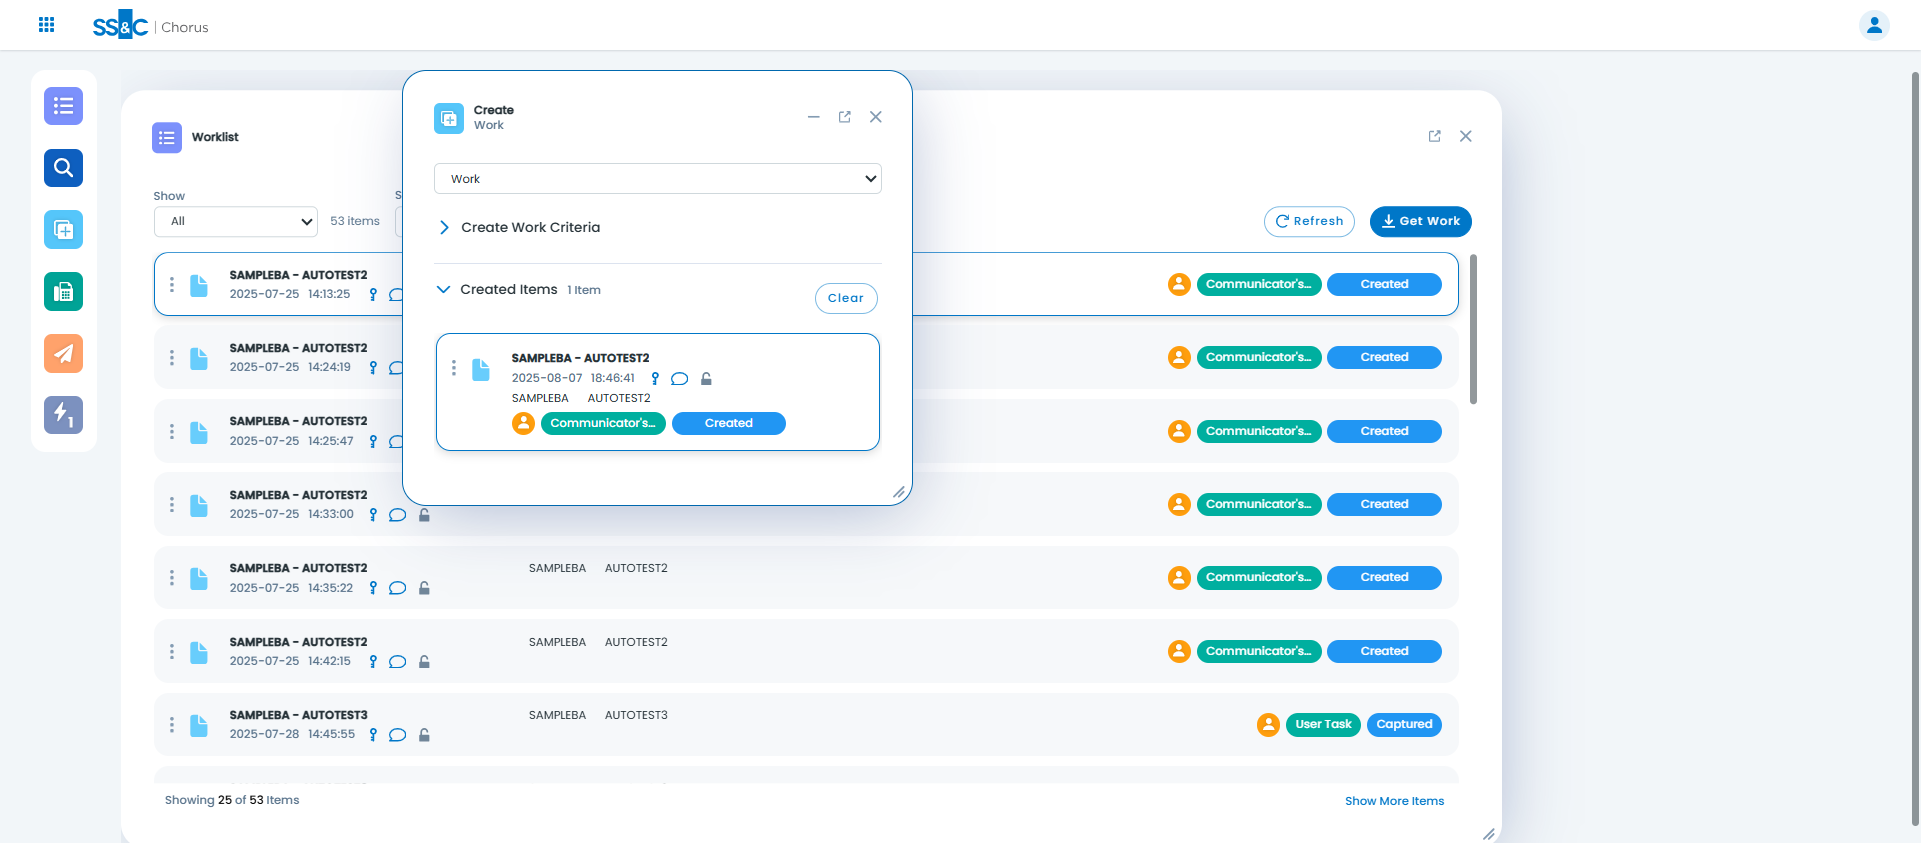 SS&C | Chorus
Create
Work
Worklist
Work
Show
S
All
53 items
Refresh
Get Work
Create Work Criteria
Created Items 1 Item
Clear
SAMPLEBA - AUTOTEST2
2025-08-07 18:46:41
SAMPLEBA AUTOTEST2
Communicator's... Created
SAMPLEBA - AUTOTEST2
2025-07-25 14:13:25
Communicator's... Created
SAMPLEBA - AUTOTEST2
2025-07-25 14:24:19
Communicator's... Created
SAMPLEBA - AUTOTEST2
2025-07-25 14:25:47
Communicator's... Created
SAMPLEBA - AUTOTEST2
2025-07-25 14:33:00
Communicator's... Created
SAMPLEBA - AUTOTEST2
2025-07-25 14:35:22
SAMPLEBA AUTOTEST2
Communicator's... Created
SAMPLEBA - AUTOTEST2
2025-07-25 14:42:15
SAMPLEBA AUTOTEST2
Communicator's... Created
SAMPLEBA - AUTOTEST3
2025-07-28 14:45:55
SAMPLEBA AUTOTEST3
User Task Captured
1
Showing 25 of 53 Items
Show More Items